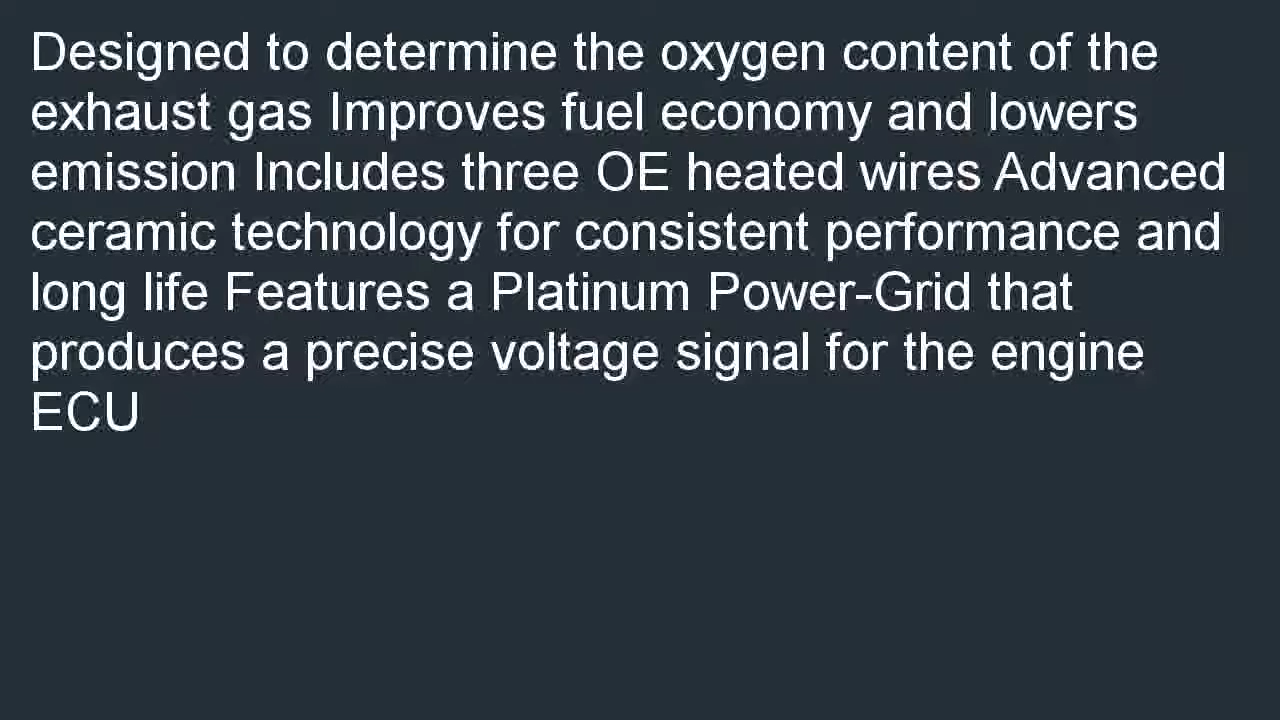 Designed to determine the oxygen content of the
exhaust gas Improves fuel economy and lowers
emission Includes three OE heated wires Advanced
ceramic technology for consistent performance and
long life Features a Platinum Power-Grid that
produces a precise voltage signal for the engine
ECU